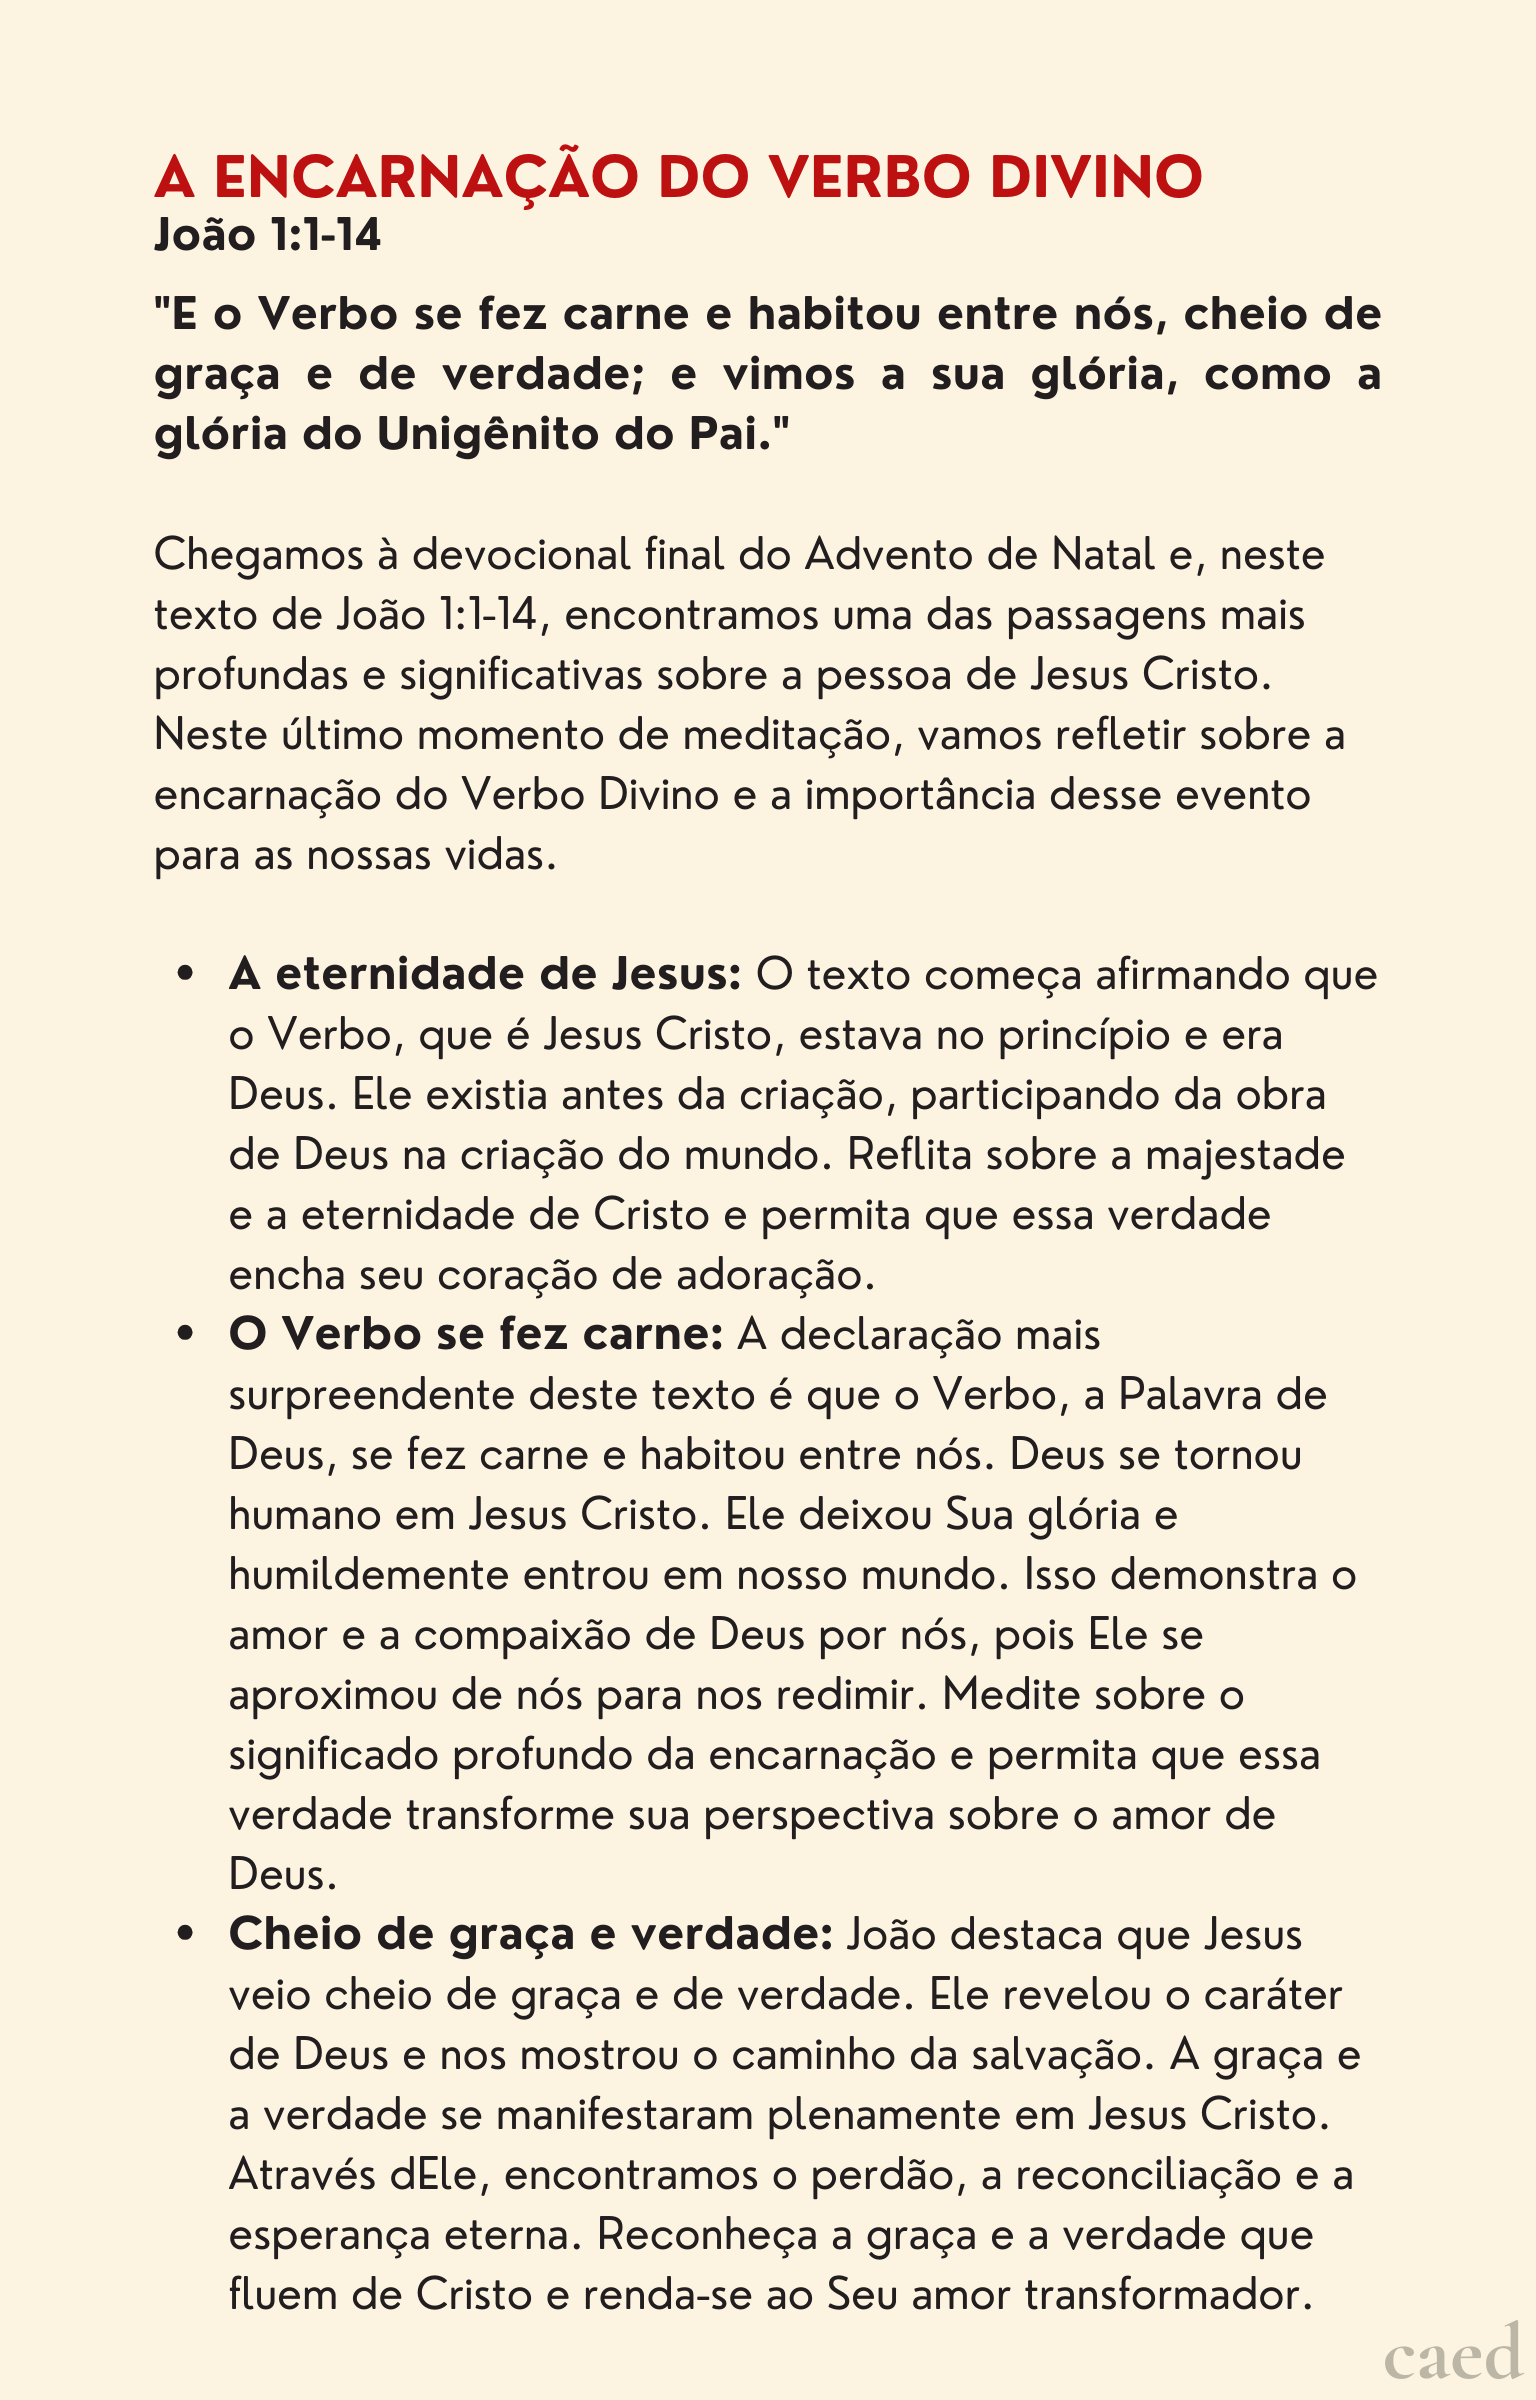 A ENCARNAÇÃO DO VERBO DIVINO
João 1:1-14
"E o Verbo se fez carne e habitou entre nós, cheio de
graça e de verdade; e vimos a sua glória, como a
glória do Unigênito do Pai."
Chegamos à devocional final do Advento de Natal e, neste
texto de João 1:1-14, encontramos uma das passagens mais
profundas e significativas sobre a pessoa de Jesus Cristo.
Neste último momento de meditação, vamos refletir sobre a
encarnação do Verbo Divino e a importância desse evento
para as nossas vidas.
• A eternidade de Jesus: O texto começa afirmando que
o Verbo, que é Jesus Cristo, estava no princípio e era
Deus. Ele existia antes da criação, participando da obra
de Deus na criação do mundo. Reflita sobre a majestade
e a eternidade de Cristo e permita que essa verdade
encha seu coração de adoração.
• O Verbo se fez carne: A declaração mais
surpreendente deste texto é que o Verbo, a Palavra de
Deus, se fez carne e habitou entre nós. Deus se tornou
humano em Jesus Cristo. Ele deixou Sua glória e
humildemente entrou em nosso mundo. Isso demonstra o
amor e a compaixão de Deus por nós, pois Ele se
aproximou de nós para nos redimir. Medite sobre o
significado profundo da encarnação e permita que essa
verdade transforme sua perspectiva sobre o amor de
Deus.
• Cheio de graça e verdade: João destaca que Jesus
veio cheio de graça e de verdade. Ele revelou o caráter
de Deus e nos mostrou o caminho da salvação. A graça e
a verdade se manifestaram plenamente em Jesus Cristo.
Através dEle, encontramos o perdão, a reconciliação e a
esperança eterna. Reconheça a graça e a verdade que
fluem de Cristo e renda-se ao Seu amor transformador.
caed